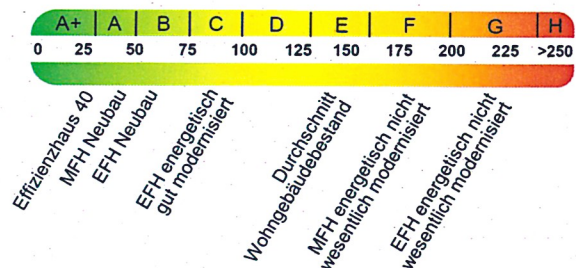 A+ A B C D E F G H
0 25 50 75 100 125 150 175 200 225 >250
Effizienzhaus 40
MFH Neubau
EFH Neubau
EFH energetisch
gut modernisiert
Durchschnitt
Wohngebäudebestand
MFH energetisch nicht
wesentlich modernisiert
EFH energetisch nicht
wesentlich modernisiert